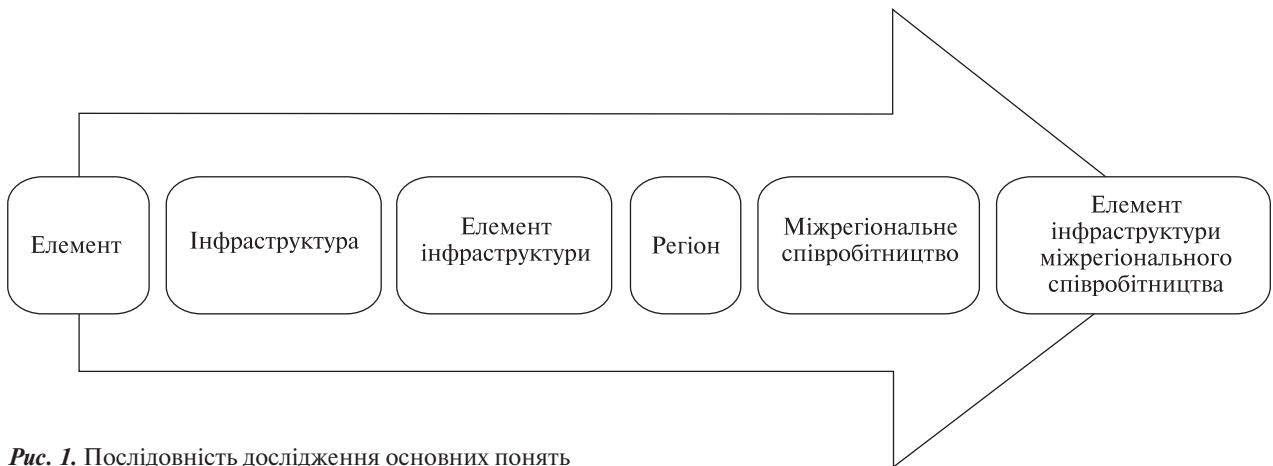 Елемент
Інфраструктура
Елемент
інфраструктури
Регіон
Міжрегіональне
співробітництво
Елемент
інфраструктури
міжрегіонального
співробітництва
Рис. 1. Послідовність дослідження основних понять